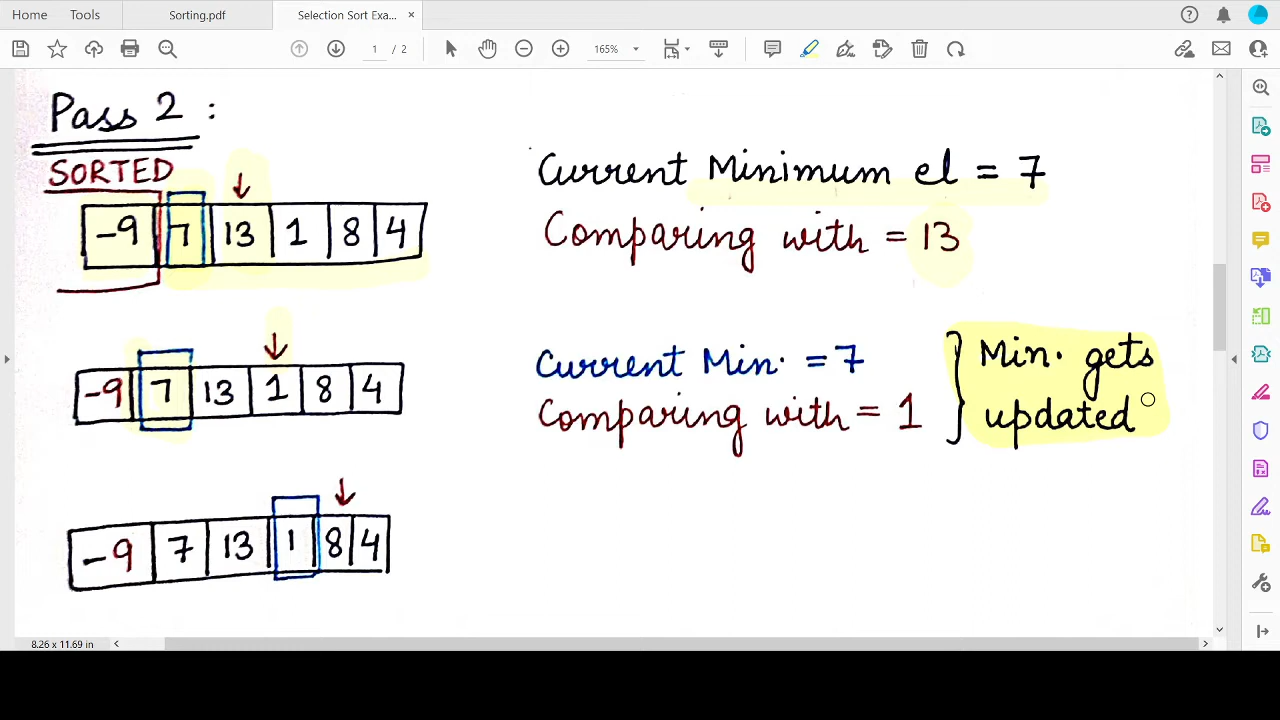 Home Tools Sorting.pdf Selection Sort Exa... ×
1 / 2 165%
Pass 2 :
SORTED
-9 7 13 1 8 4
Current Minimum el = 7
Comparing with = 13
-9 7 13 1 8 4
Current Min. = 7
Comparing with = 1
} Min. gets
updated
-9 7 13 1 8 4
8.26 x 11.69 in